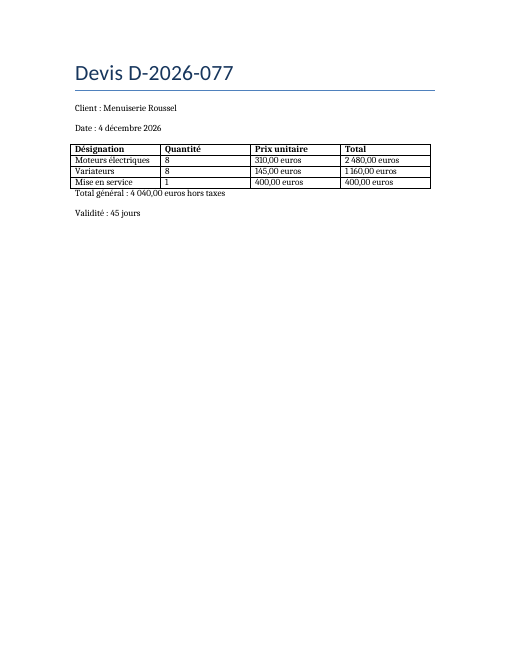 Devis D-2026-077
Client : Menuiserie Roussel
Date : 4 décembre 2026
Désignation Quantité Prix unitaire Total
Moteurs électriques 8 310,00 euros 2 480,00 euros
Variateurs 8 145,00 euros 1 160,00 euros
Mise en service 1 400,00 euros 400,00 euros
Total général : 4 040,00 euros hors taxes
Validité : 45 jours